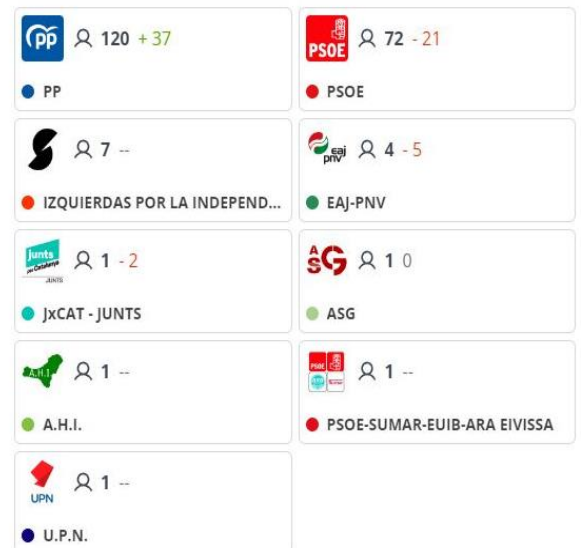 PP 120 + 37
PP
PSOE 72 - 21
PSOE
7 --
IZQUIERDAS POR LA INDEPEND...
eaj pnv 4 - 5
EAJ-PNV
junts per Catalunya JUNTS 1 - 2
JxCAT - JUNTS
ASG 1 0
ASG
A.H.I. 1 --
A.H.I.
PSOE 1 --
PSOE-SUMAR-EUIB-ARA EIVISSA
UPN 1 --
U.P.N.